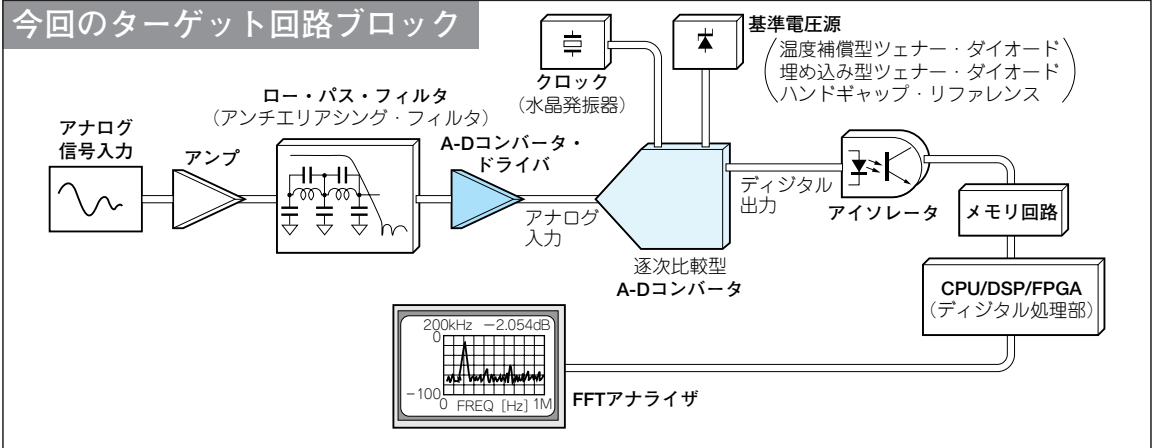 今回のターゲット回路ブロック
基準電圧源
温度補償型ツェナー・ダイオード
埋め込み型ツェナー・ダイオード
ハンドギャップ・リファレンス
クロック
(水晶発振器)
ロー・パス・フィルタ
(アンチエリアシング・フィルタ)
アナログ
信号入力
アンプ
A-Dコンバータ・
ドライバ
アナログ
入力
逐次比較型
A-Dコンバータ
ディジタル
出力
アイソレータ
メモリ回路
CPU/DSP/FPGA
(ディジタル処理部)
200kHz −2.054dB
0
−100
0 FREQ [Hz] 1M
FFTアナライザ